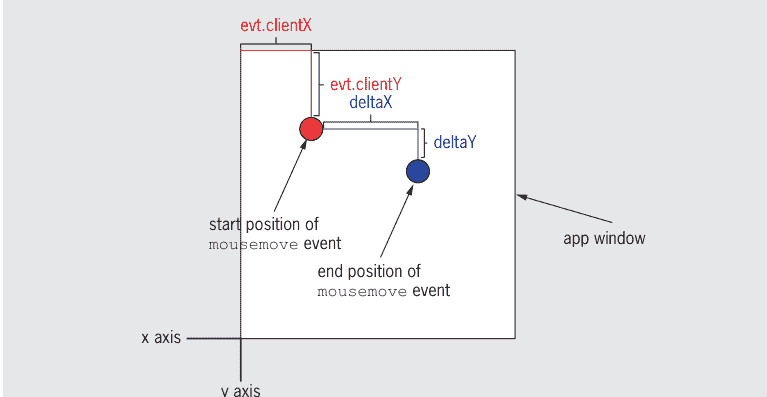 evt.clientX
evt.clientY
deltaX
deltaY
start position of
mousemove event
app window
end position of
mousemove event
x axis
y axis